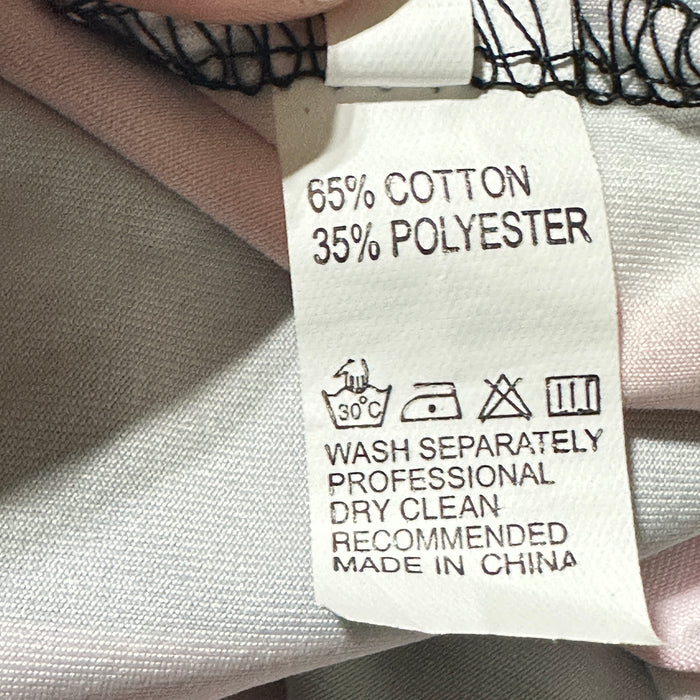 65% COTTON
35% POLYESTER
30°C
WASH SEPARATELY
PROFESSIONAL
DRY CLEAN
RECOMMENDED
MADE IN CHINA